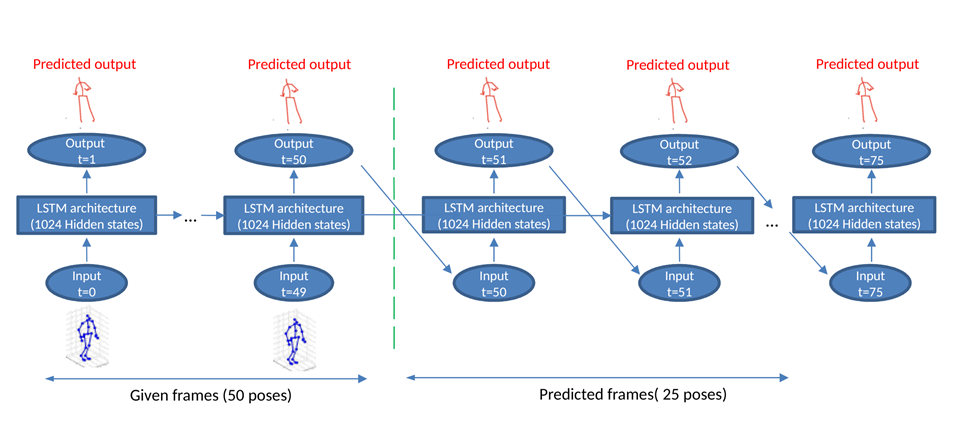 Predicted output
Predicted output
Predicted output
Predicted output
Predicted output
Output
t=1
Output
t=50
Output
t=51
Output
t=52
Output
t=75
LSTM architecture
(1024 Hidden states)
...
LSTM architecture
(1024 Hidden states)
LSTM architecture
(1024 Hidden states)
LSTM architecture
(1024 Hidden states)
...
LSTM architecture
(1024 Hidden states)
Input
t=0
Input
t=49
Input
t=50
Input
t=51
Input
t=75
Given frames (50 poses)
Predicted frames( 25 poses)